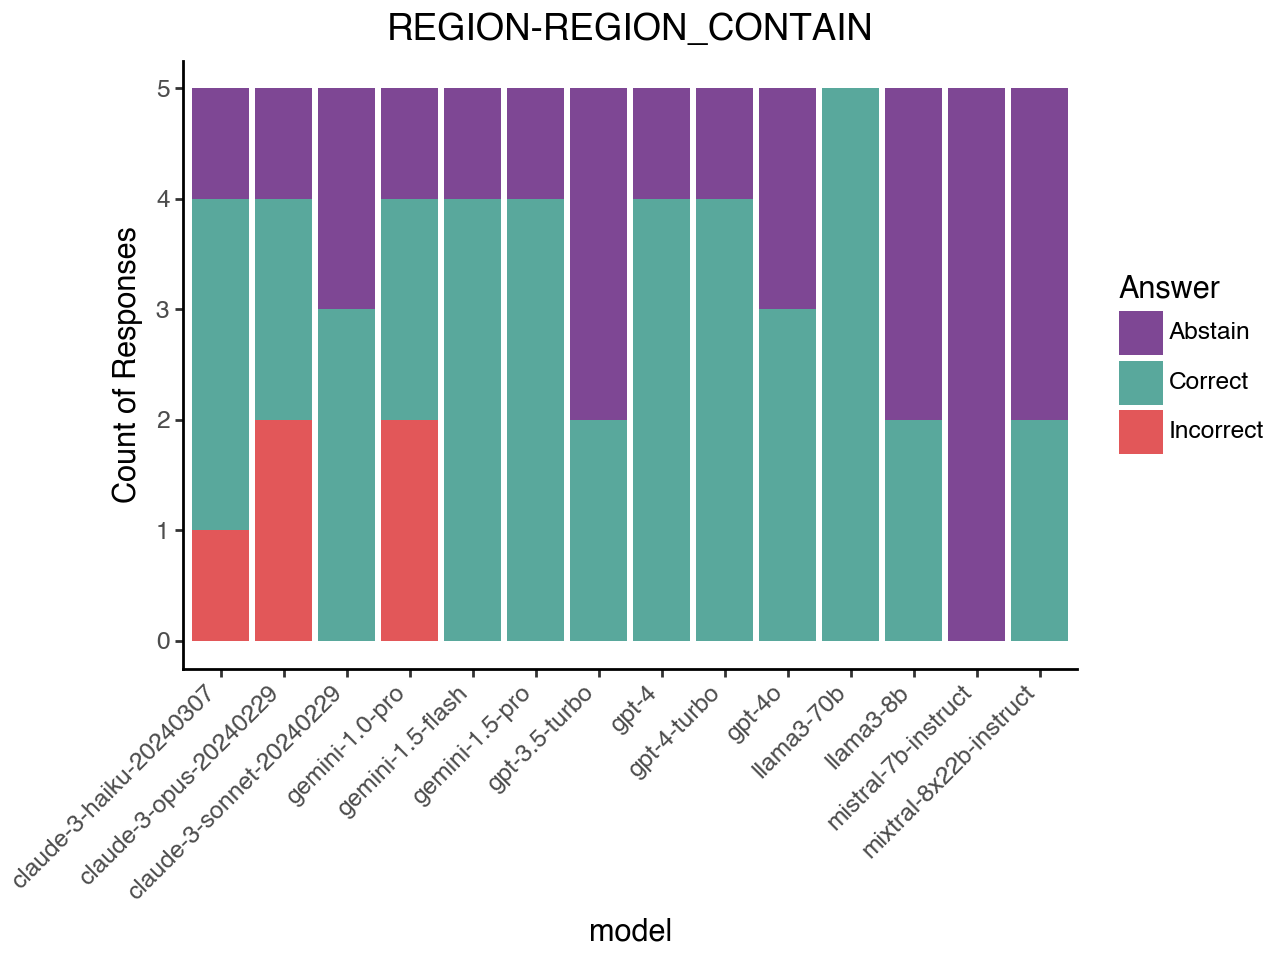 REGION-REGION_CONTAIN
5
4
3
2
1
0
Count of Responses
claude-3-haiku-20240307
claude-3-opus-20240229
claude-3-sonnet-20240229
gemini-1.0-pro
gemini-1.5-flash
gemini-1.5-pro
gpt-3.5-turbo
gpt-4
gpt-4-turbo
gpt-4o
llama3-70b
llama3-8b
mistral-7b-instruct
mixtral-8x22b-instruct
model
Answer
Abstain
Correct
Incorrect